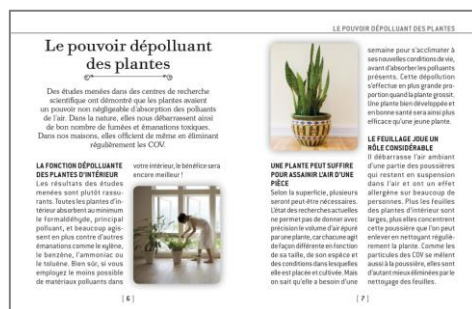 LE POUVOIR DÉPOLLUANT DES PLANTES
Le pouvoir dépolluant
des plantes
Des études menées dans des centres de recherche
scientifique ont démontré que les plantes avaient
un pouvoir non négligeable d'absorption des polluants
de l'air. Dans la nature, elles nous débarrassent ainsi
de bon nombre de fumées et émanations toxiques.
Dans nos maisons, elles officient de même en éliminant
régulièrement les COV.
LA FONCTION DÉPOLLUANTE
DES PLANTES D'INTÉRIEUR
Les résultats des études
menées sont plutôt rassu-
rants. Toutes les plantes d'in-
térieur absorbent au minimum
le formaldéhyde, principal
polluant, et beaucoup agis-
sent en plus contre d'autres
émanations comme le xylène,
le benzène, l'ammoniac ou
le toluène. Bien sûr, si vous
employez le moins possible
de matériaux polluants dans
votre intérieur, le bénéfice sera
encore meilleur !
[ 6 ]
UNE PLANTE PEUT SUFFIRE
POUR ASSAINIR L'AIR D'UNE
PIÈCE
Selon la superficie, plusieurs
seront peut-être nécessaires.
L'état des recherches actuelles
ne permet pas de donner avec
précision le volume d'air épuré
par une plante, car chacune agit
de façon différente en fonction
de sa taille, de son espèce et
des conditions dans lesquelles
elle est placée et cultivée. Mais
on sait qu'elle a besoin d'une
semaine pour s'acclimater à
ses nouvelles conditions de vie,
avant d'absorber les polluants
présents. Cette dépollution
s'effectue en plus grande pro-
portion quand la plante grossit.
Une plante bien développée et
en bonne santé sera ainsi plus
efficace qu'une jeune plante.
LE FEUILLAGE JOUE UN
RÔLE CONSIDÉRABLE
Il débarrasse l'air ambiant
d'une partie des poussières
qui restent en suspension
dans l'air et ont un effet
allergène sur beaucoup de
personnes. Plus les feuilles
des plantes d'intérieur sont
larges, plus elles concentrent
cette poussière que l'on peut
enlever en nettoyant réguliè-
rement la plante. Comme les
particules des COV se mêlent
aussi à la poussière, elles sont
d'autant mieux éliminées par le
nettoyage des feuilles.
[ 7 ]